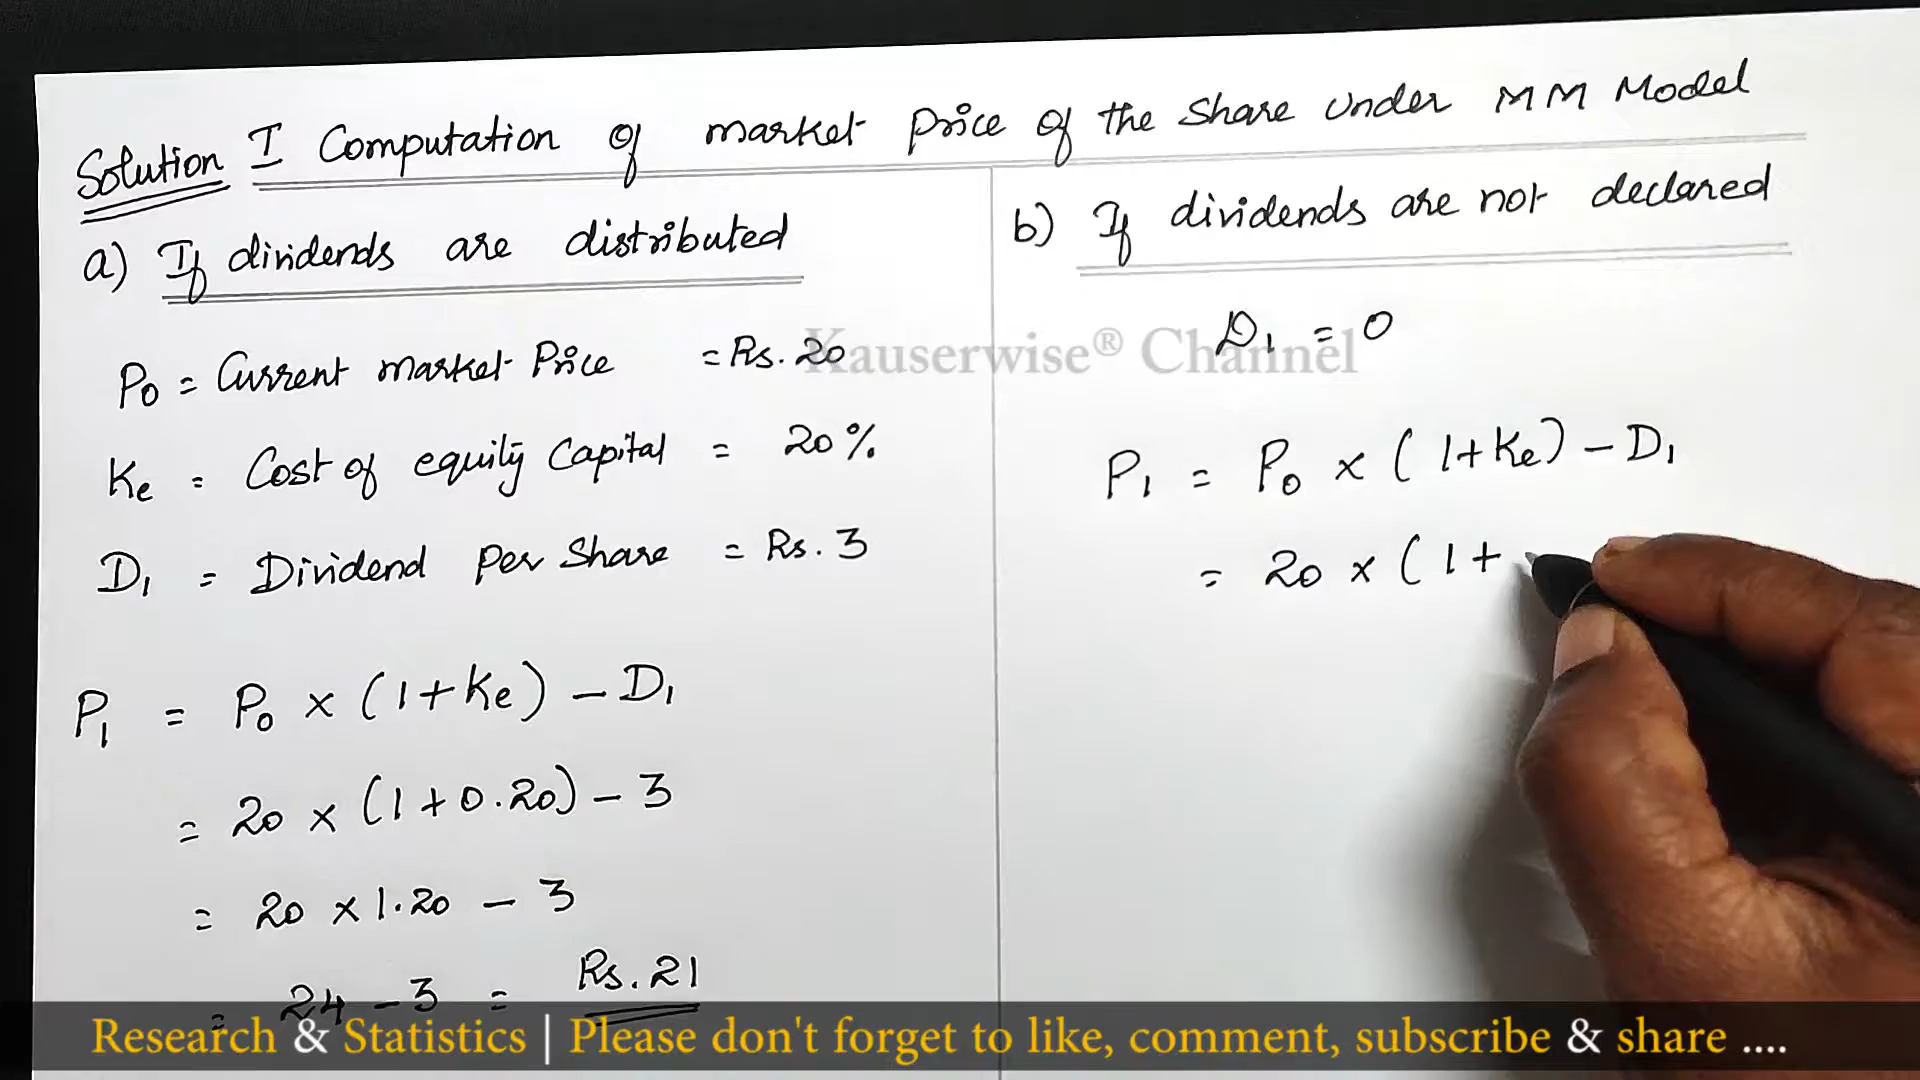 Solution I Computation of market Price of the Share Under MM Model
a) If dividends are distributed
P0 = Current market Price = Rs. 20
Ke = Cost of equity Capital = 20%
D1 = Dividend Per Share = Rs. 3
P1 = P0 × (1+Ke) - D1
= 20 × (1+0.20) - 3
= 20 × 1.20 - 3
= 24 - 3 = Rs. 21
b) If dividends are not declared
D1 = 0
P1 = P0 × (1+Ke) - D1
= 20 × (1+
Kauserwise® Channel
Research & Statistics | Please don't forget to like, comment, subscribe & share ....